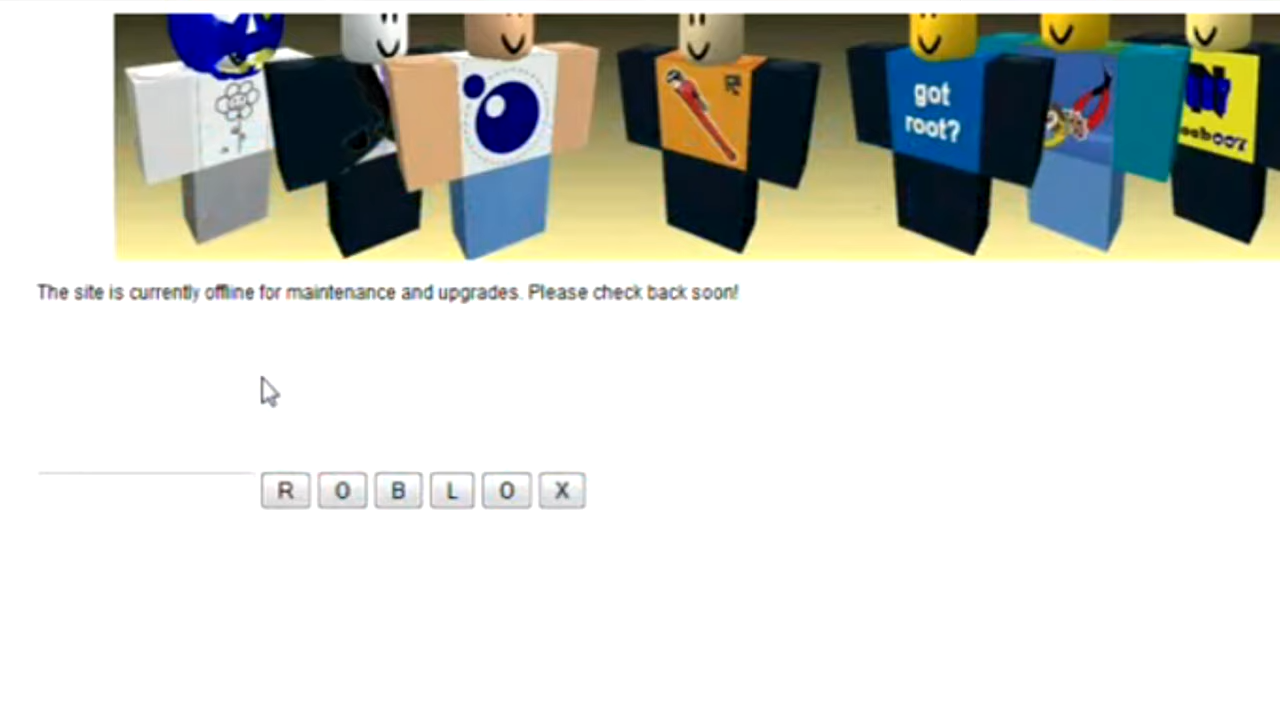 got
root?
The site is currently offline for maintenance and upgrades. Please check back soon!
R O B L O X